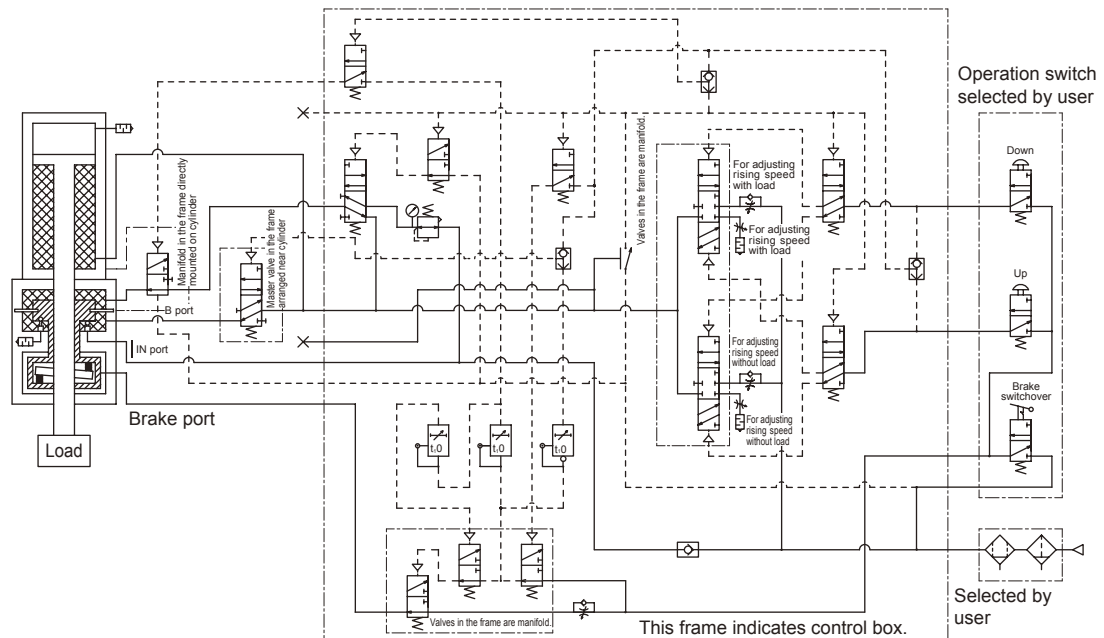 Operation switch
selected by user
Down
Up
Brake
switchover
Selected by
user
This frame indicates control box.
Valves in the frame are manifold.
For adjusting
rising speed
with load
For adjusting
rising speed
with load
For adjusting
rising speed
without load
For adjusting
rising speed
without load
Valves in the frame are manifold.
t₁0
t₁0
t₁0
Manifold in the frame directly
mounted on cylinder
Master valve in the frame
arranged near cylinder
B port
IN port
Brake port
Load